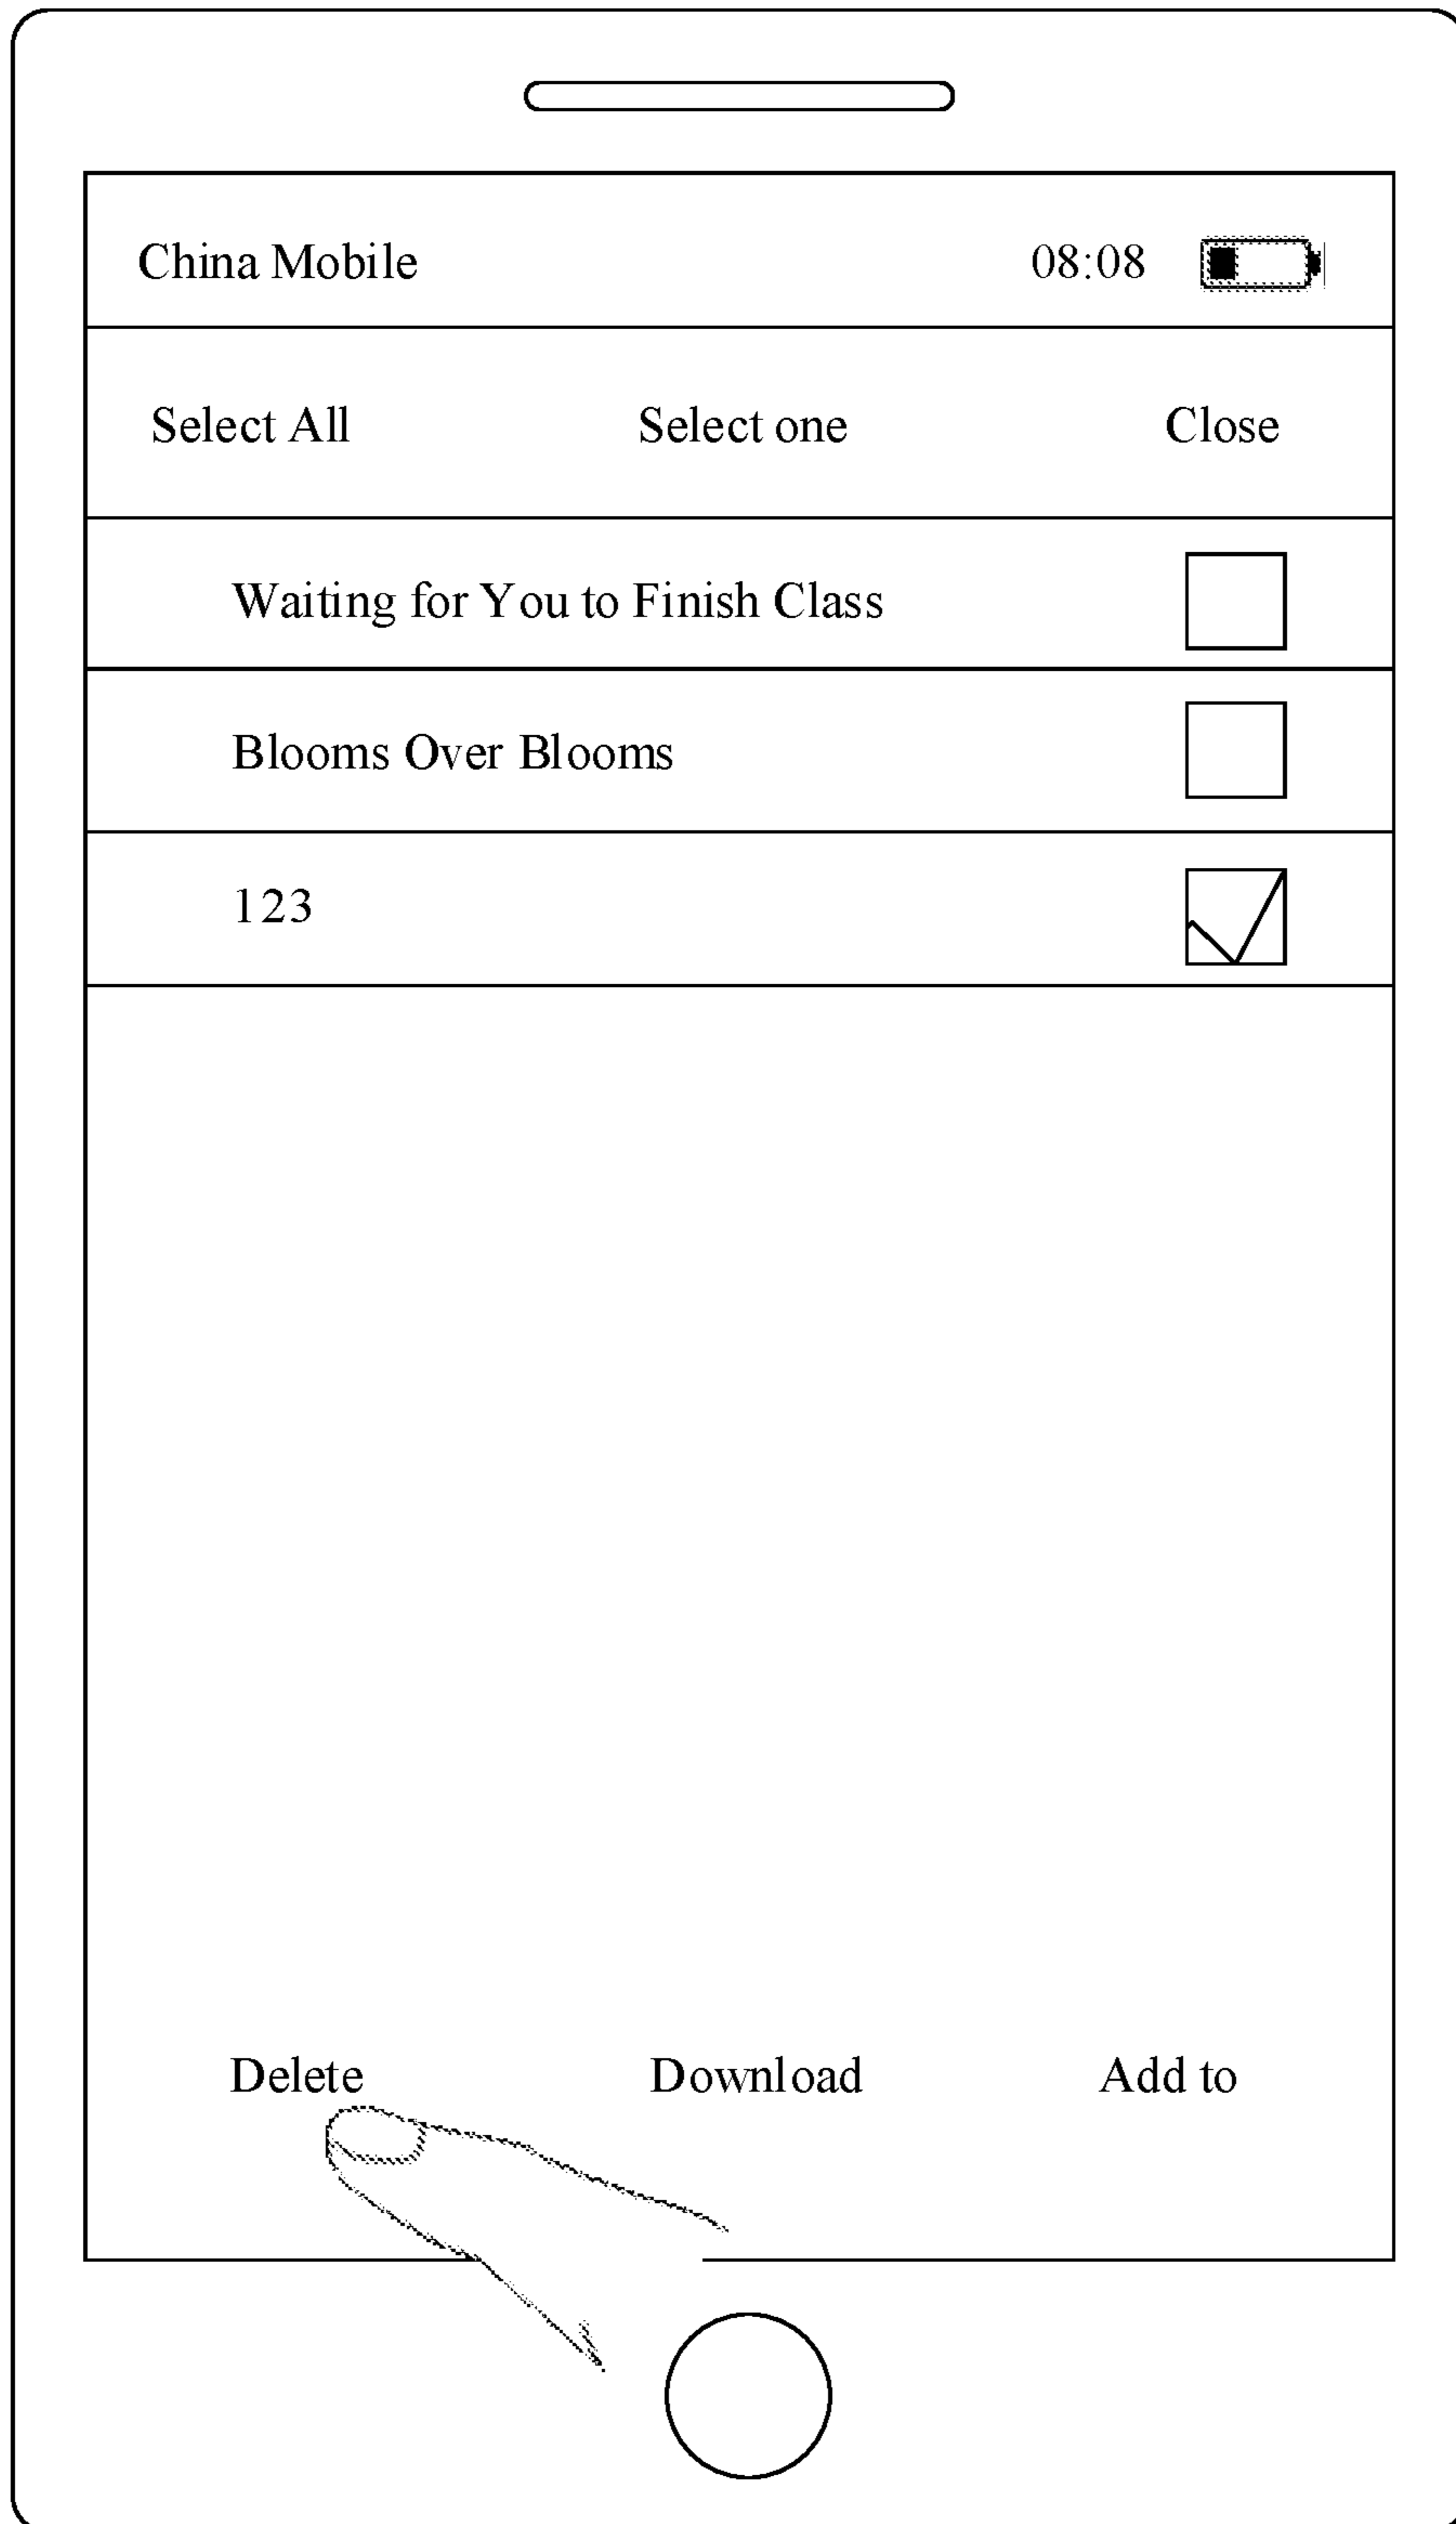 China Mobile 08:08
Select All Select one Close
Waiting for You to Finish Class
Blooms Over Blooms
123
Delete Download Add to